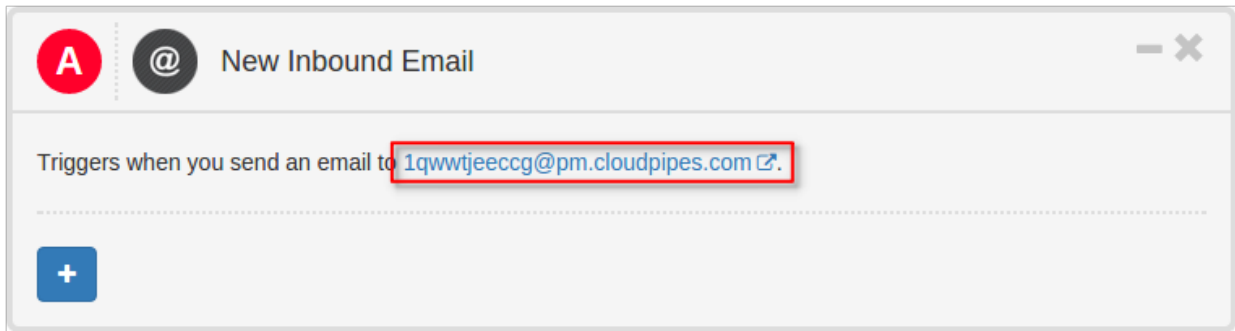 A @ New Inbound Email
Triggers when you send an email to 1qwwtjeeccg@pm.cloudpipes.com.
+